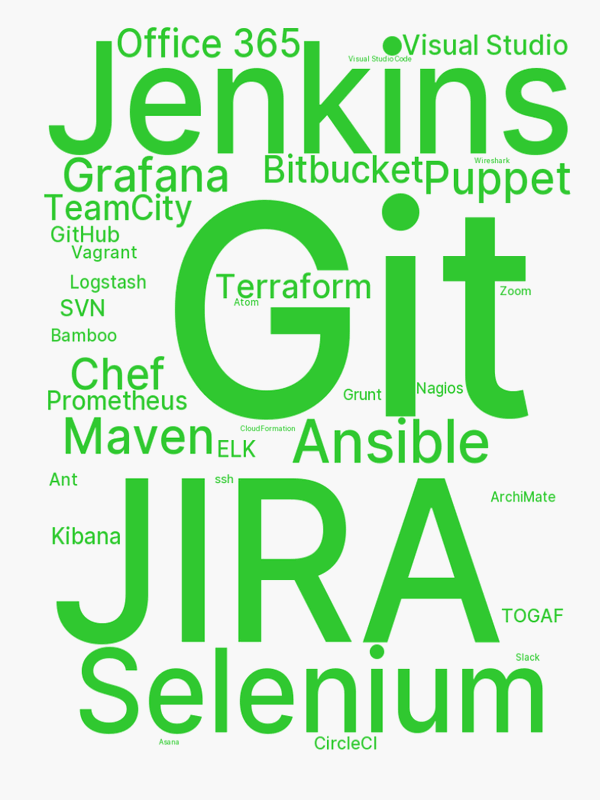 Office 365
Visual Studio
Visual Studio Code
Jenkins
Wireshark
Grafana
Bitbucket
Puppet
TeamCity
GitHub
Vagrant
Git
Logstash
Terraform
Zoom
Atom
SVN
Bamboo
Chef
Prometheus
Grunt
Nagios
CloudFormation
Maven
ELK
Ansible
Ant
ssh
ArchiMate
Kibana
JIRA
TOGAF
Slack
Selenium
Asana
CircleCI